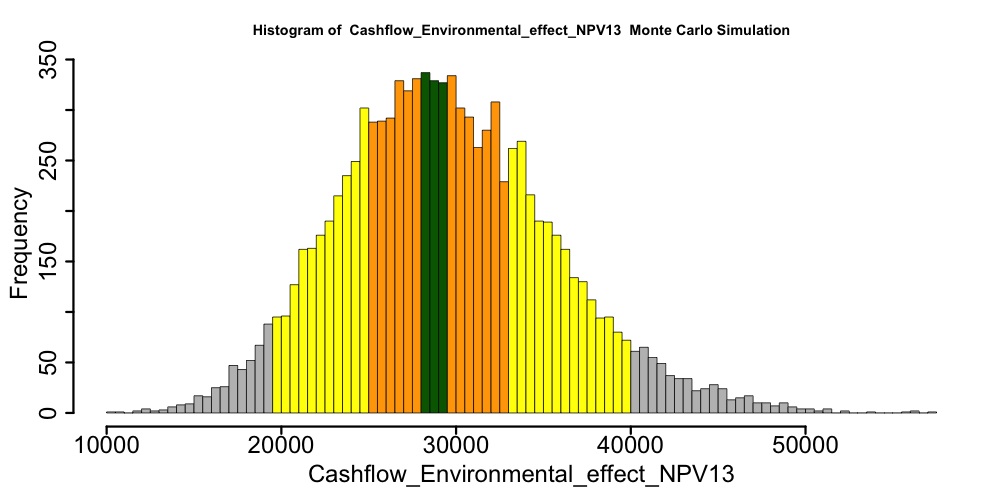 Histogram of  Cashflow_Environmental_effect_NPV13  Monte Carlo Simulation
350
250
150
50
0
Frequency
10000 20000 30000 40000 50000
Cashflow_Environmental_effect_NPV13